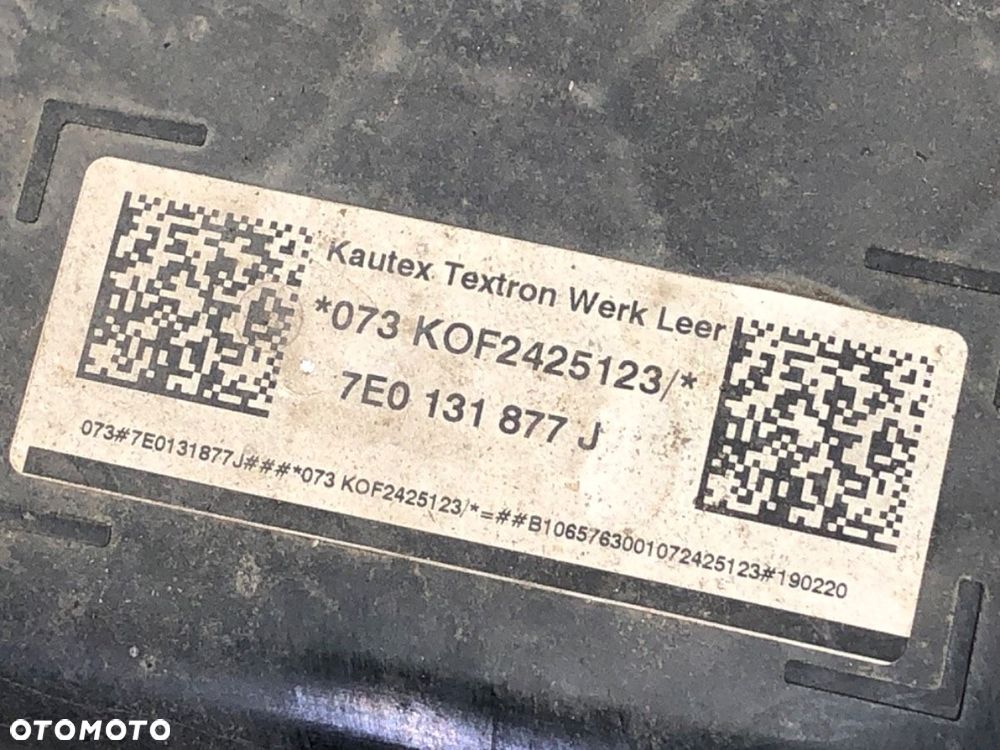 Kautex Textron Werk Leer
*073 KOF2425123/*
7E0 131 877 J
073#7E0131877J###*073 KOF2425123/*=##B1065763001072425123#190220
OTOMOTO